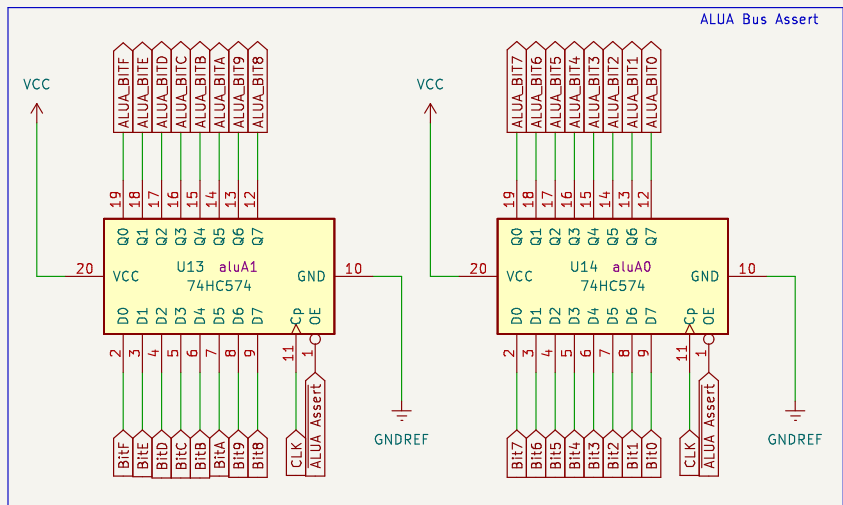 ALUA Bus Assert
VCC
ALUA_BITF
ALUA_BITE
ALUA_BITD
ALUA_BITC
ALUA_BITB
ALUA_BITA
ALUA_BIT9
ALUA_BIT8
VCC
ALUA_BIT7
ALUA_BIT6
ALUA_BIT5
ALUA_BIT4
ALUA_BIT3
ALUA_BIT2
ALUA_BIT1
ALUA_BIT0
19 18 17 16 15 14 13 12
19 18 17 16 15 14 13 12
Q0 Q1 Q2 Q3 Q4 Q5 Q6 Q7
Q0 Q1 Q2 Q3 Q4 Q5 Q6 Q7
20 VCC U13 aluA1 GND 10
74HC574
20 VCC U14 aluA0 GND 10
74HC574
D0 D1 D2 D3 D4 D5 D6 D7 Cp OE
D0 D1 D2 D3 D4 D5 D6 D7 Cp OE
2 3 4 5 6 7 8 9 11 1
2 3 4 5 6 7 8 9 11 1
BitF
BitE
BitD
BitC
BitB
BitA
Bit9
Bit8
CLK
ALUA Assert
GNDREF
Bit7
Bit6
Bit5
Bit4
Bit3
Bit2
Bit1
Bit0
CLK
ALUA Assert
GNDREF